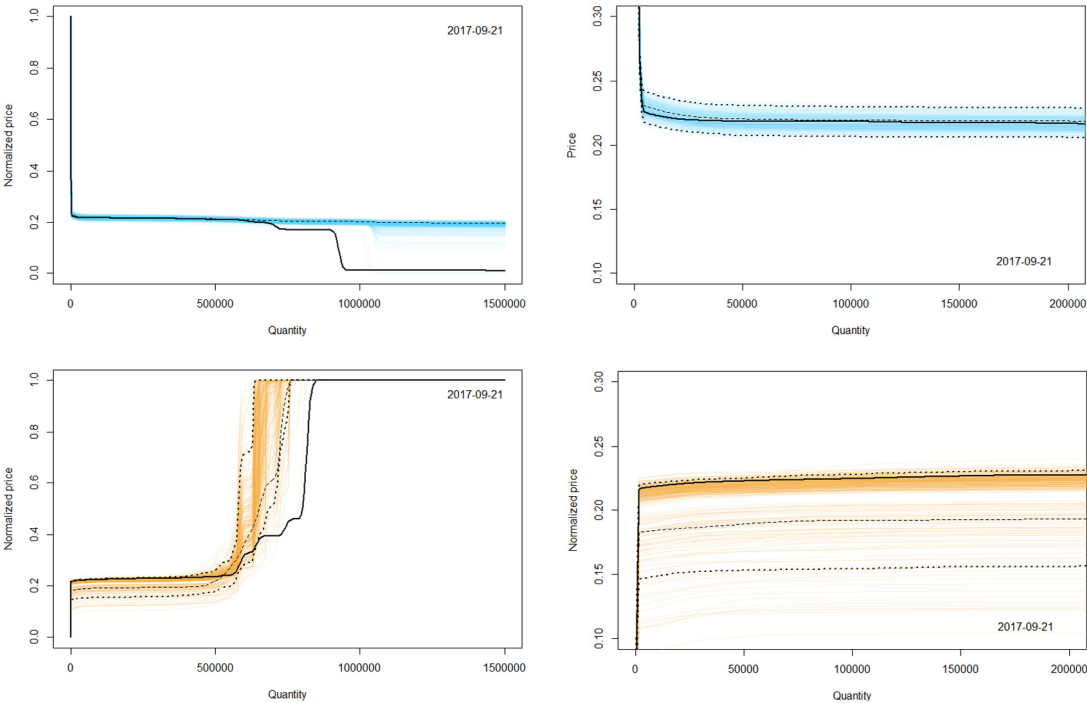 2017-09-21
Normalized price
0.0 0.2 0.4 0.6 0.8 1.0
0 500000 1000000 1500000
Quantity
2017-09-21
Price
0.10 0.15 0.20 0.25 0.30
0 50000 100000 150000 200000
Quantity
2017-09-21
Normalized price
0.0 0.2 0.4 0.6 0.8 1.0
0 500000 1000000 1500000
Quantity
2017-09-21
Normalized price
0.10 0.15 0.20 0.25 0.30
0 50000 100000 150000 200000
Quantity